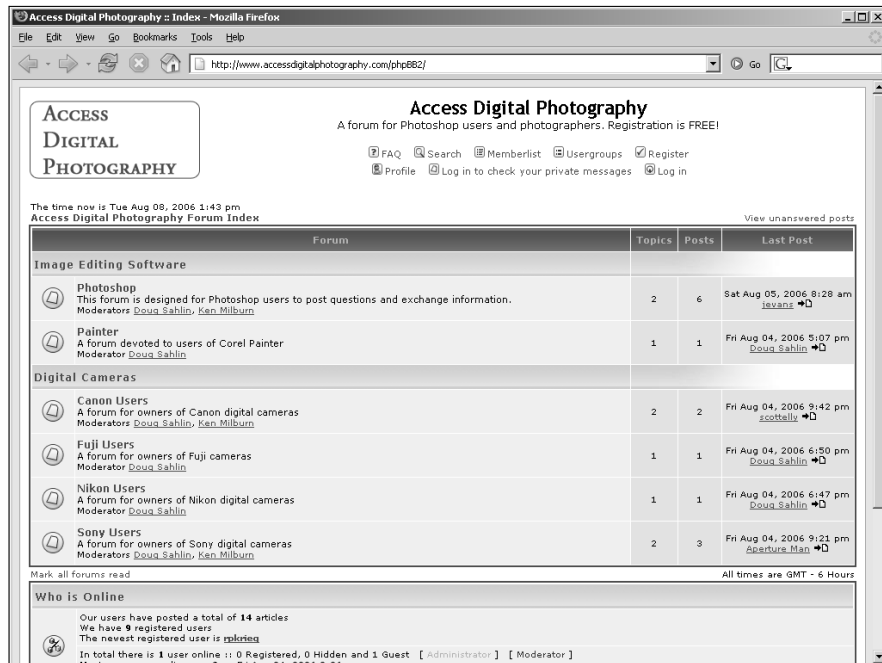 Access Digital Photography :: Index - Mozilla Firefox
File Edit View Go Bookmarks Tools Help
http://www.accessdigitalphotography.com/phpBB2/
Go
G
ACCESS
DIGITAL
PHOTOGRAPHY
Access Digital Photography
A forum for Photoshop users and photographers. Registration is FREE!
FAQ Search Memberlist Usergroups Register
Profile Log in to check your private messages Log in
The time now is Tue Aug 08, 2006 1:43 pm
Access Digital Photography Forum Index
View unanswered posts
Forum Topics Posts Last Post
Image Editing Software
Photoshop
This forum is designed for Photoshop users to post questions and exchange information.
Moderators Doug Sahlin, Ken Milburn
2 6
Sat Aug 05, 2006 8:28 am
jevans
Painter
A forum devoted to users of Corel Painter
Moderator Doug Sahlin
1 1
Fri Aug 04, 2006 5:07 pm
Doug Sahlin
Digital Cameras
Canon Users
A forum for owners of Canon digital cameras
Moderators Doug Sahlin, Ken Milburn
2 2
Fri Aug 04, 2006 9:42 pm
scottelly
Fuji Users
A forum for owners of Fuji cameras
Moderator Doug Sahlin
1 1
Fri Aug 04, 2006 6:50 pm
Doug Sahlin
Nikon Users
A forum for owners of Nikon digital cameras
Moderator Doug Sahlin
1 1
Fri Aug 04, 2006 6:47 pm
Doug Sahlin
Sony Users
A forum for owners of Sony digital cameras
Moderators Doug Sahlin, Ken Milburn
2 3
Fri Aug 04, 2006 9:21 pm
Aperture Man
Mark all forums read
All times are GMT - 6 Hours
Who is Online
Our users have posted a total of 14 articles
We have 9 registered users
The newest registered user is rpkrieg
In total there is 1 user online :: 0 Registered, 0 Hidden and 1 Guest [ Administrator ] [ Moderator ]